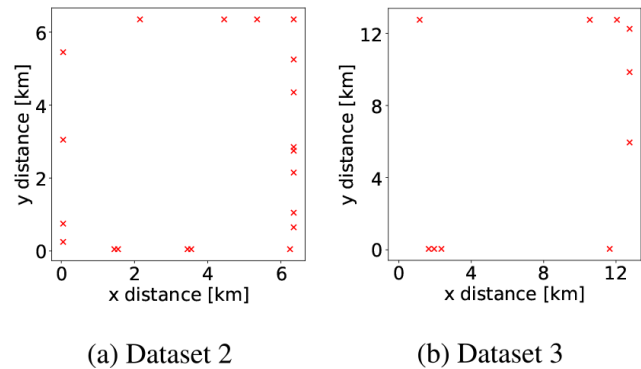 6
4
2
0
y distance [km]
0 2 4 6
x distance [km]
(a) Dataset 2
12
8
4
0
y distance [km]
0 4 8 12
x distance [km]
(b) Dataset 3